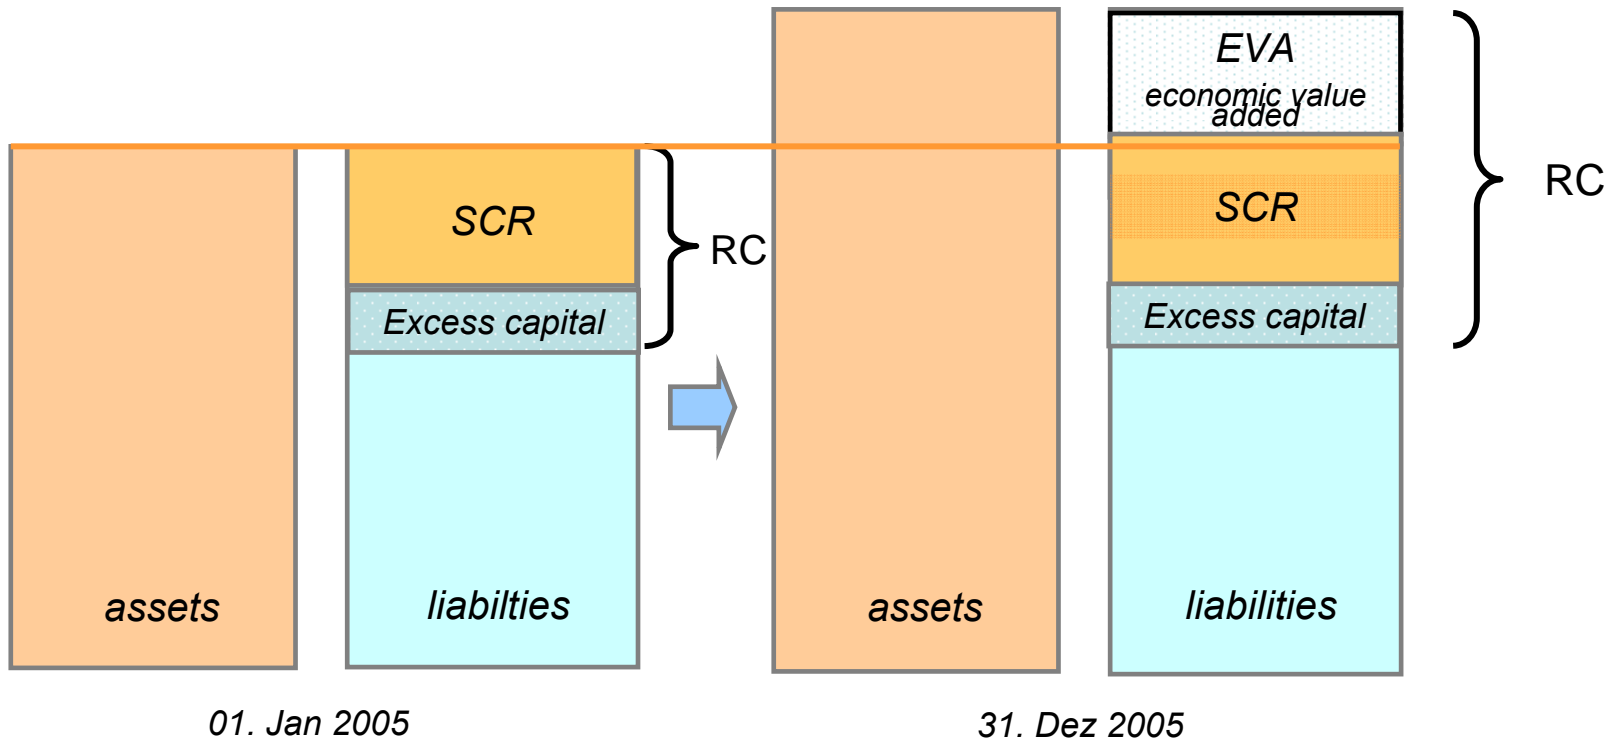 EVA
economic value
added
SCR
RC
Excess capital
assets
liabilties
01. Jan 2005
SCR
RC
Excess capital
assets
liabilities
31. Dez 2005